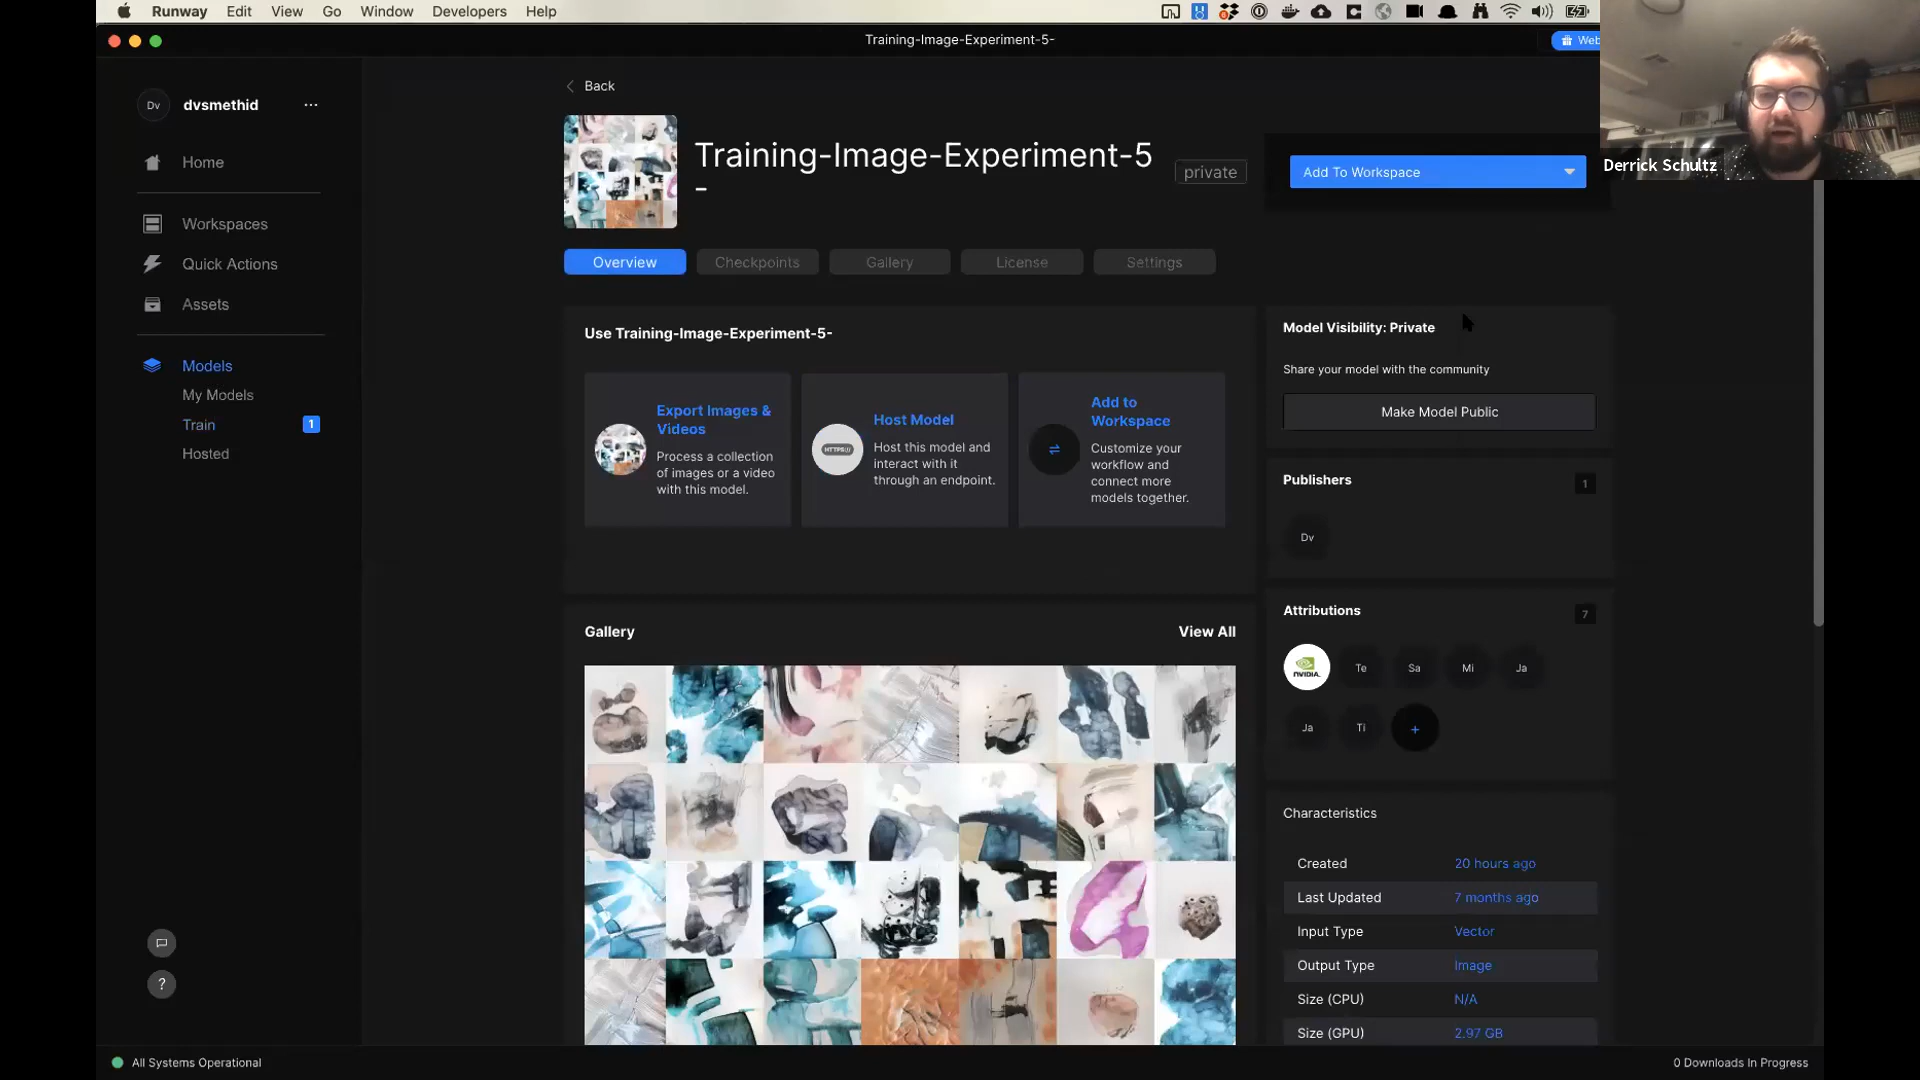 Runway Edit View Go Window Developers Help
Training-Image-Experiment-5-
Web
Dv dvsmethid ...
Home
Workspaces
Quick Actions
Assets
Models
My Models
Train 1
Hosted
Back
Training-Image-Experiment-5
-
private
Add To Workspace
Derrick Schultz
Overview Checkpoints Gallery License Settings
Use Training-Image-Experiment-5-
Export Images &
Videos
Process a collection
of images or a video
with this model.
HTTPS://
Host Model
Host this model and
interact with it
through an endpoint.
Add to
Workspace
Customize your
workflow and
connect more
models together.
Gallery View All
Model Visibility: Private
Share your model with the community
Make Model Public
Publishers 1
Dv
Attributions 7
NVIDIA. Te Sa Mi Ja
Ja Ti +
Characteristics
Created 20 hours ago
Last Updated 7 months ago
Input Type Vector
Output Type Image
Size (CPU) N/A
Size (GPU) 2.97 GB
?
All Systems Operational
0 Downloads In Progress